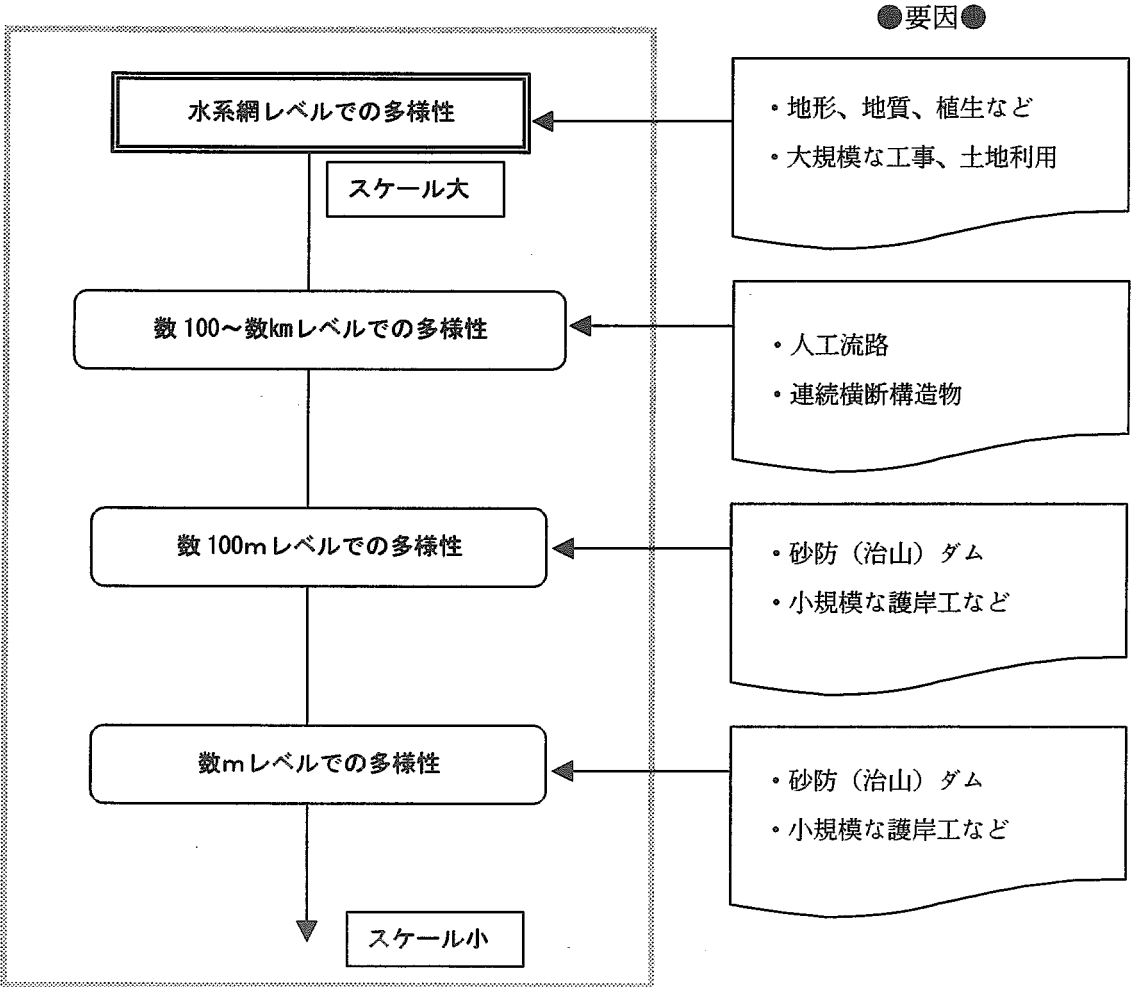 ●要因●
水系網レベルでの多様性
・地形、地質、植生など
・大規模な工事、土地利用
スケール大
数100～数kmレベルでの多様性
・人工流路
・連続横断構造物
数100mレベルでの多様性
・砂防（治山）ダム
・小規模な護岸工など
数mレベルでの多様性
・砂防（治山）ダム
・小規模な護岸工など
スケール小